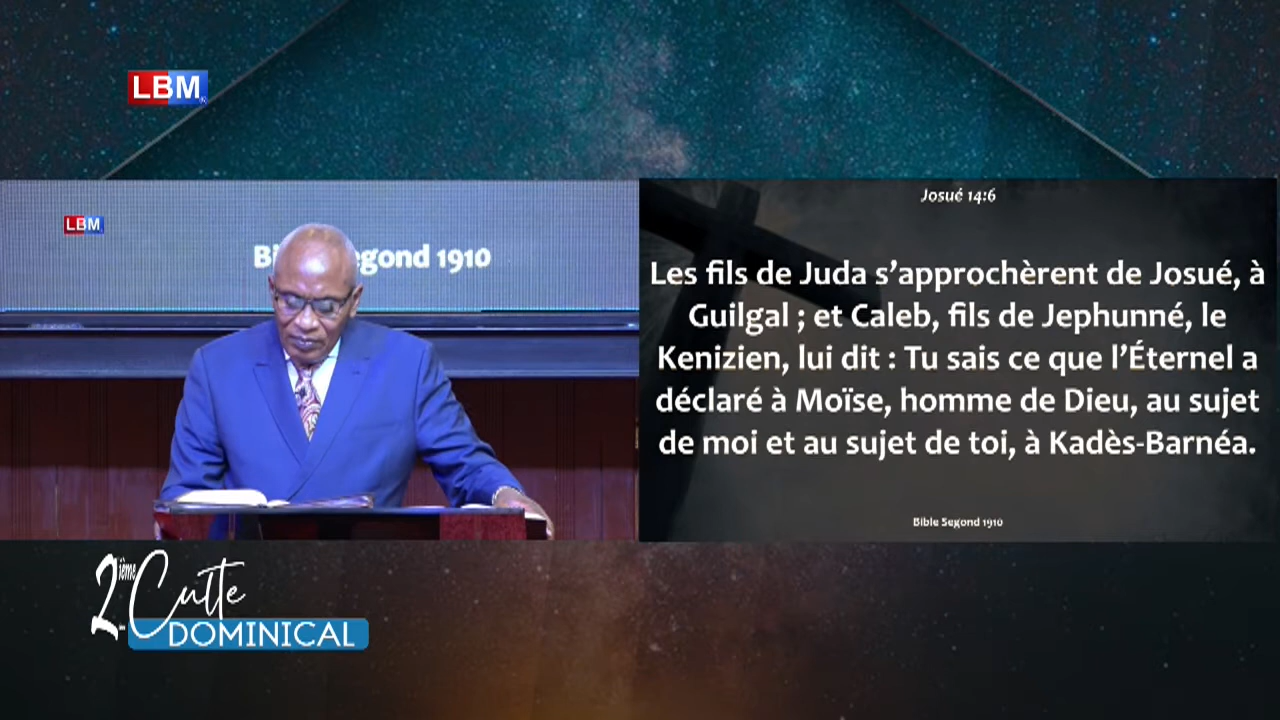 LBM
LBM
Bible Segond 1910
Josué 14:6
Les fils de Juda s’approchèrent de Josué, à
Guilgal ; et Caleb, fils de Jephunné, le
Kenizien, lui dit : Tu sais ce que l’Éternel a
déclaré à Moïse, homme de Dieu, au sujet
de moi et au sujet de toi, à Kadès-Barnéa.
Bible Segond 1910
2ième Culte
DOMINICAL